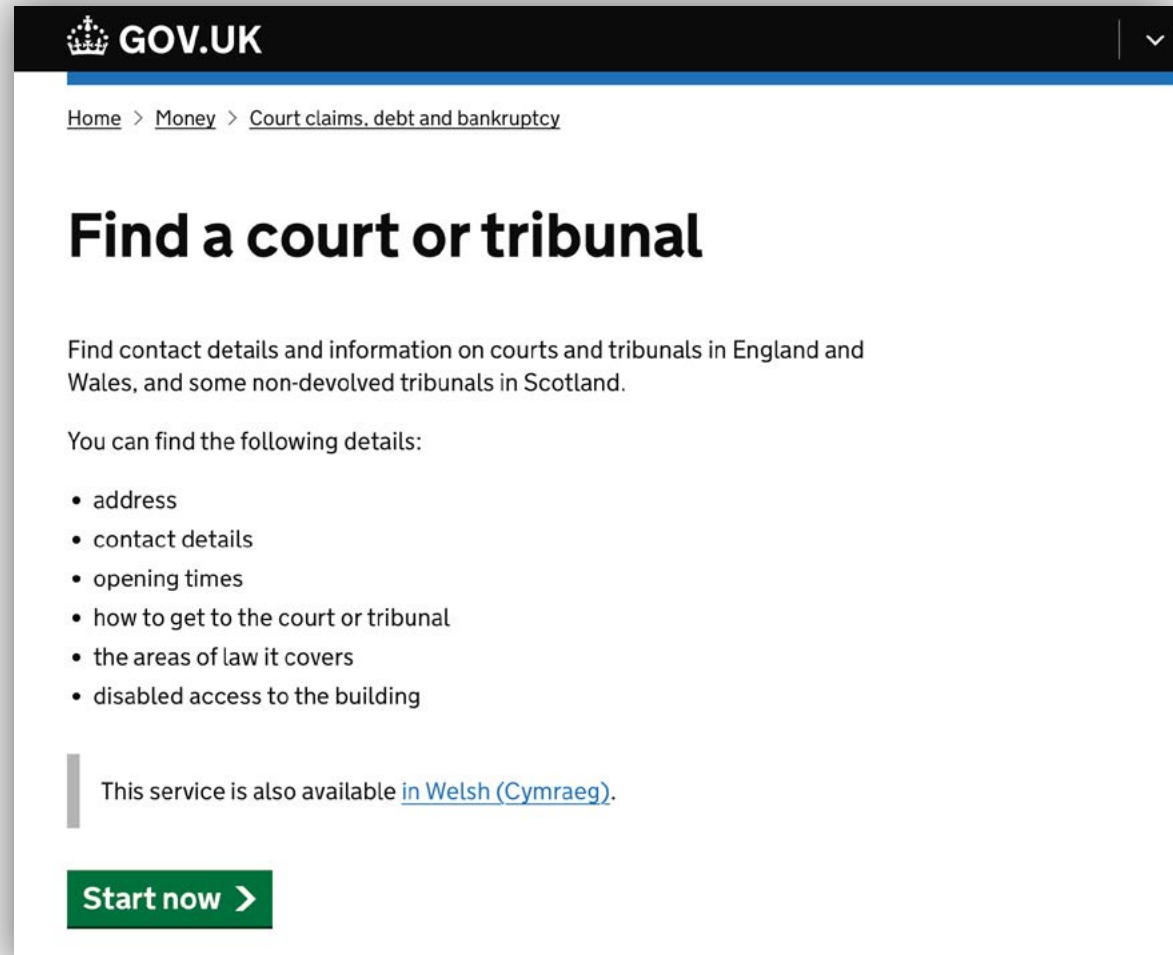 GOV.UK
Home > Money > Court claims, debt and bankruptcy
Find a court or tribunal
Find contact details and information on courts and tribunals in England and
Wales, and some non-devolved tribunals in Scotland.
You can find the following details:
• address
• contact details
• opening times
• how to get to the court or tribunal
• the areas of law it covers
• disabled access to the building
This service is also available in Welsh (Cymraeg).
Start now >